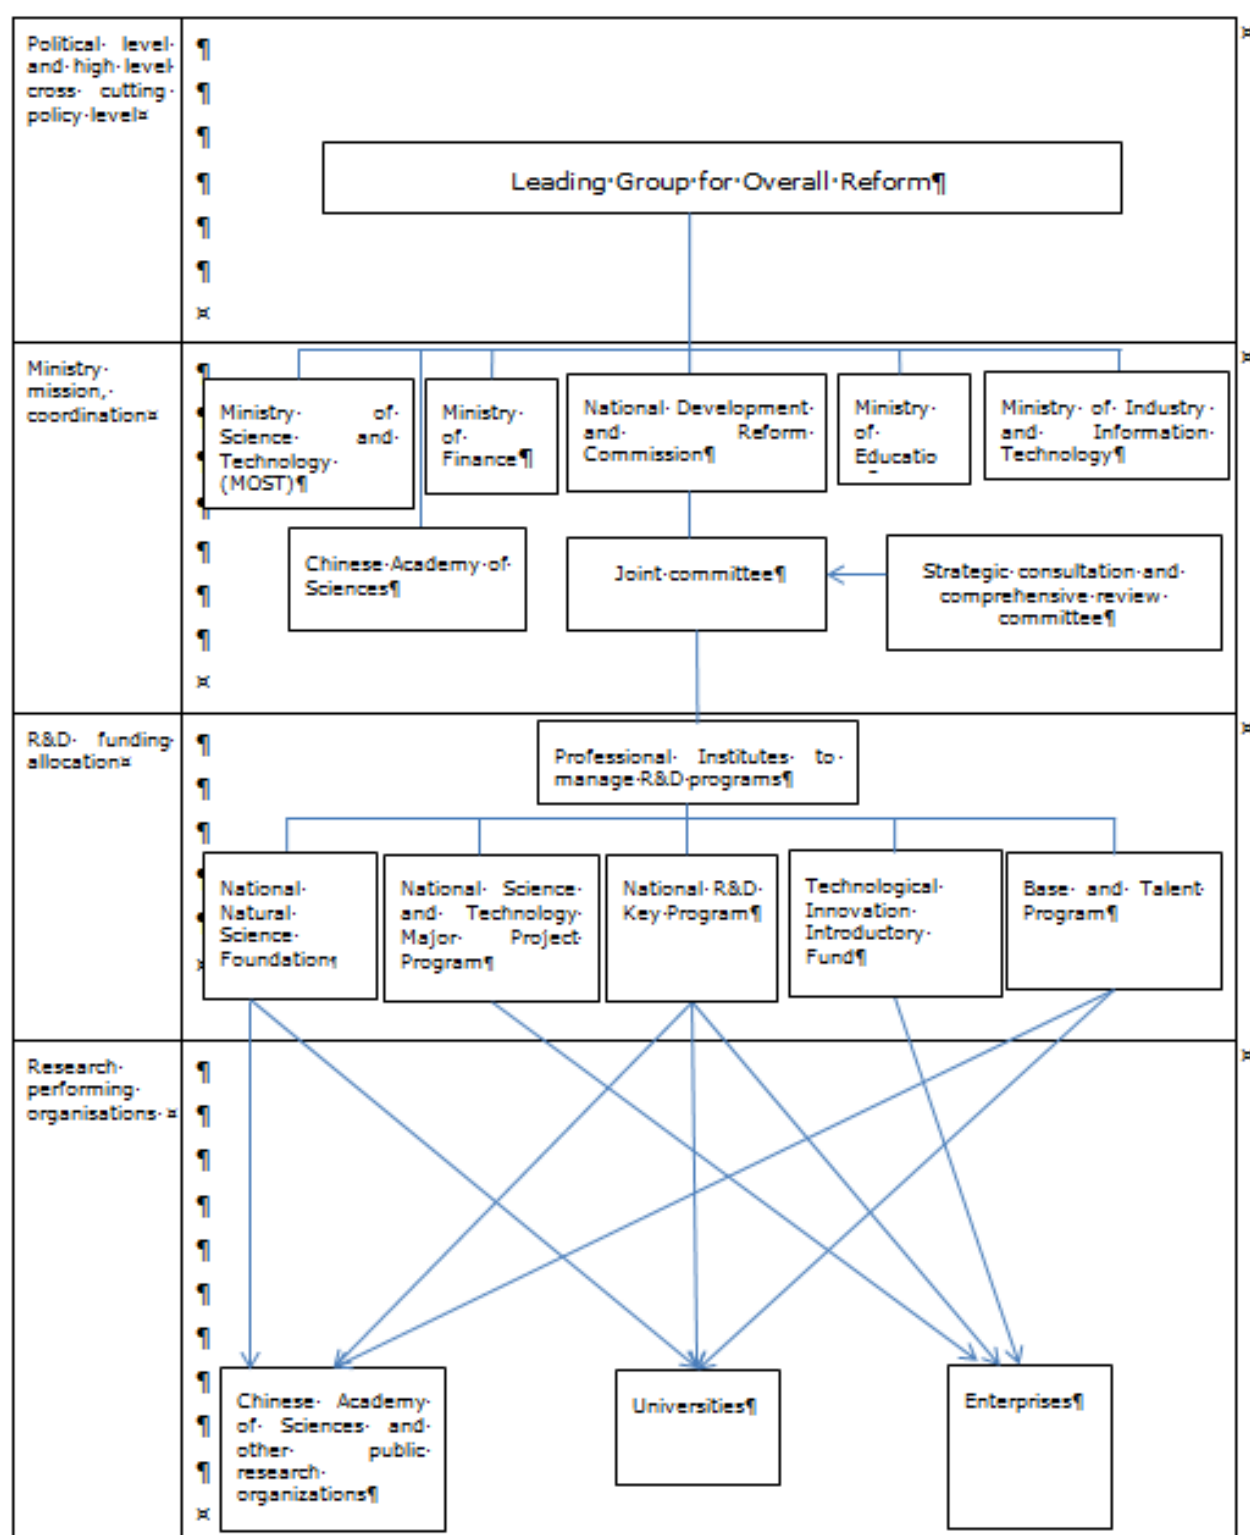 Political level
and high level
cross cutting
policy level
Leading Group for Overall Reform
Ministry
mission,
coordination
Ministry of
Science and
Technology
(MOST)
Ministry
of
Finance
National Development
and Reform
Commission
Ministry
of
Educatio
Ministry of Industry
and Information
Technology
Chinese Academy of
Sciences
Joint committee
Strategic consultation and
comprehensive review
committee
R&D funding
allocation
Professional Institutes to
manage R&D programs
National
Natural
Science
Foundation
National Science
and Technology
Major Project
Program
National R&D
Key Program
Technological
Innovation
Introductory
Fund
Base and Talent
Program
Research
performing
organisations
Chinese Academy
of Sciences and
other public
research
organizations
Universities
Enterprises